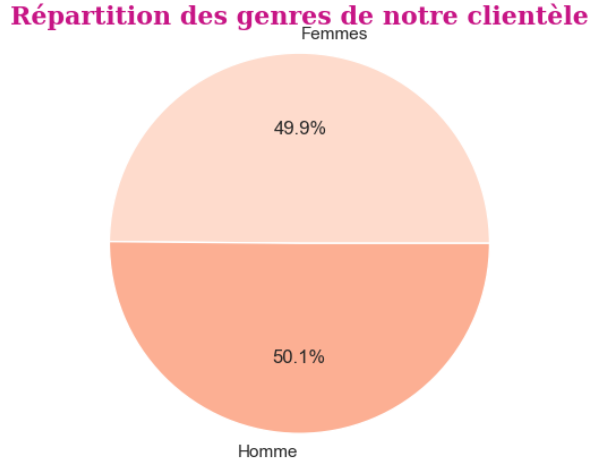 Répartition des genres de notre clientèle
Femmes
49.9%
50.1%
Homme